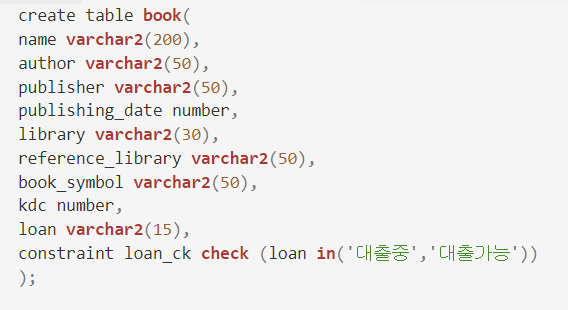 create table book(
name varchar2(200),
author varchar2(50),
publisher varchar2(50),
publishing_date number,
library varchar2(30),
reference_library varchar2(50),
book_symbol varchar2(50),
kdc number,
loan varchar2(15),
constraint loan_ck check (loan in('대출중','대출가능'))
);